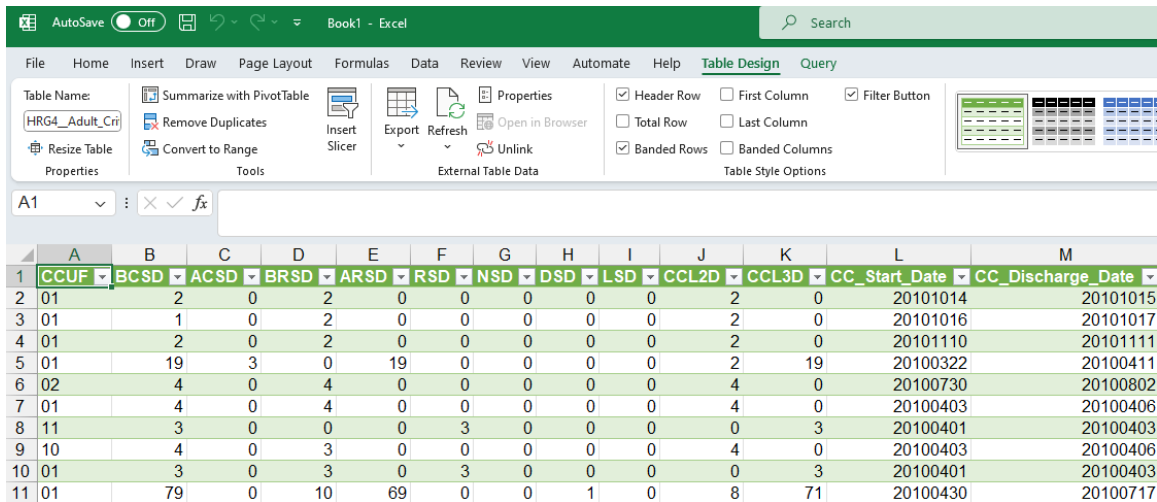 AutoSave Off Book1 - Excel Search
File Home Insert Draw Page Layout Formulas Data Review View Automate Help Table Design Query
Table Name: Summarize with PivotTable Properties Header Row First Column Filter Button
HRG4__Adult_Cri Remove Duplicates Insert Slicer Export Refresh Open in Browser Total Row Last Column
Resize Table Convert to Range Unlink Banded Rows Banded Columns
Properties Tools External Table Data Table Style Options
A1 fx
A B C D E F G H I J K L M
1 CCUF BCSD ACSD BRSD ARSD RSD NSD DSD LSD CCL2D CCL3D CC_Start_Date CC_Discharge_Date
2 01 2 0 2 0 0 0 0 0 2 0 20101014 20101015
3 01 1 0 2 0 0 0 0 0 2 0 20101016 20101017
4 01 2 0 2 0 0 0 0 0 2 0 20101110 20101111
5 01 19 3 0 19 0 0 0 0 2 19 20100322 20100411
6 02 4 0 4 0 0 0 0 0 4 0 20100730 20100802
7 01 4 0 4 0 0 0 0 0 4 0 20100403 20100406
8 11 3 0 0 0 3 0 0 0 0 3 20100401 20100403
9 10 4 0 3 0 0 0 0 0 4 0 20100403 20100406
10 01 3 0 3 0 3 0 0 0 0 3 20100401 20100403
11 01 79 0 10 69 0 0 1 0 8 71 20100430 20100717